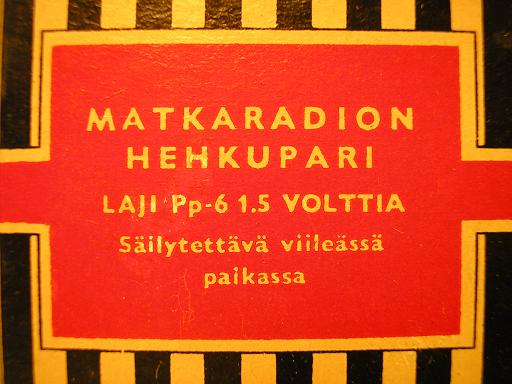 MATKARADION
HEHKUPARI
LAJI Pp-6 1.5 VOLTTIA
Säilytettävä viileässä
paikassa